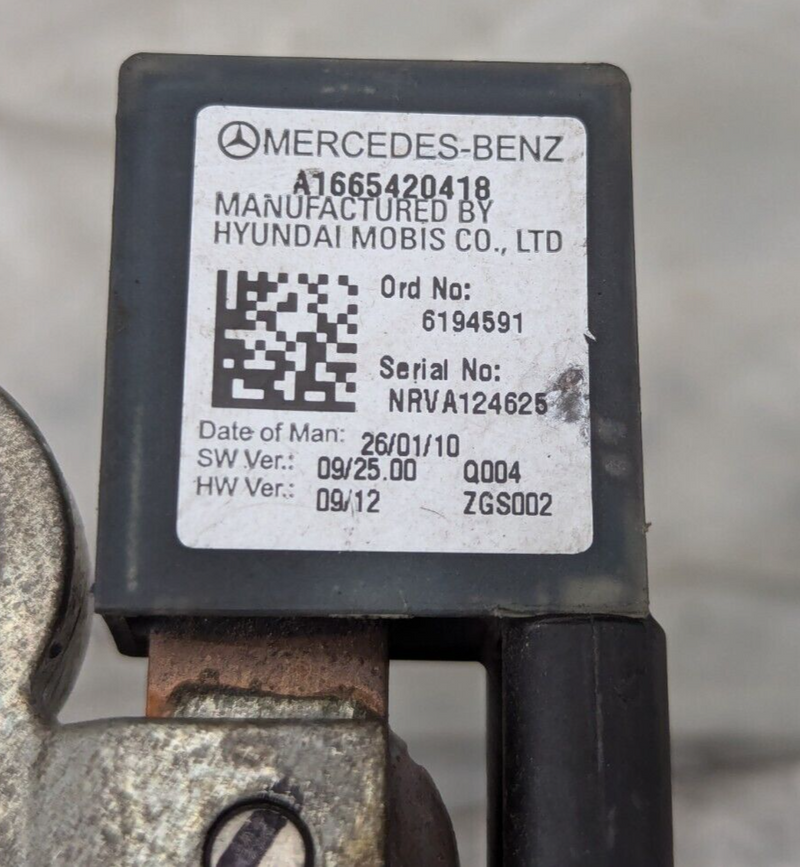 MERCEDES-BENZ
A1665420418
MANUFACTURED BY
HYUNDAI MOBIS CO., LTD
Ord No:
6194591
Serial No:
NRVA124625
Date of Man: 26/01/10
SW Ver.: 09/25.00 Q004
HW Ver.: 09/12 ZGS002